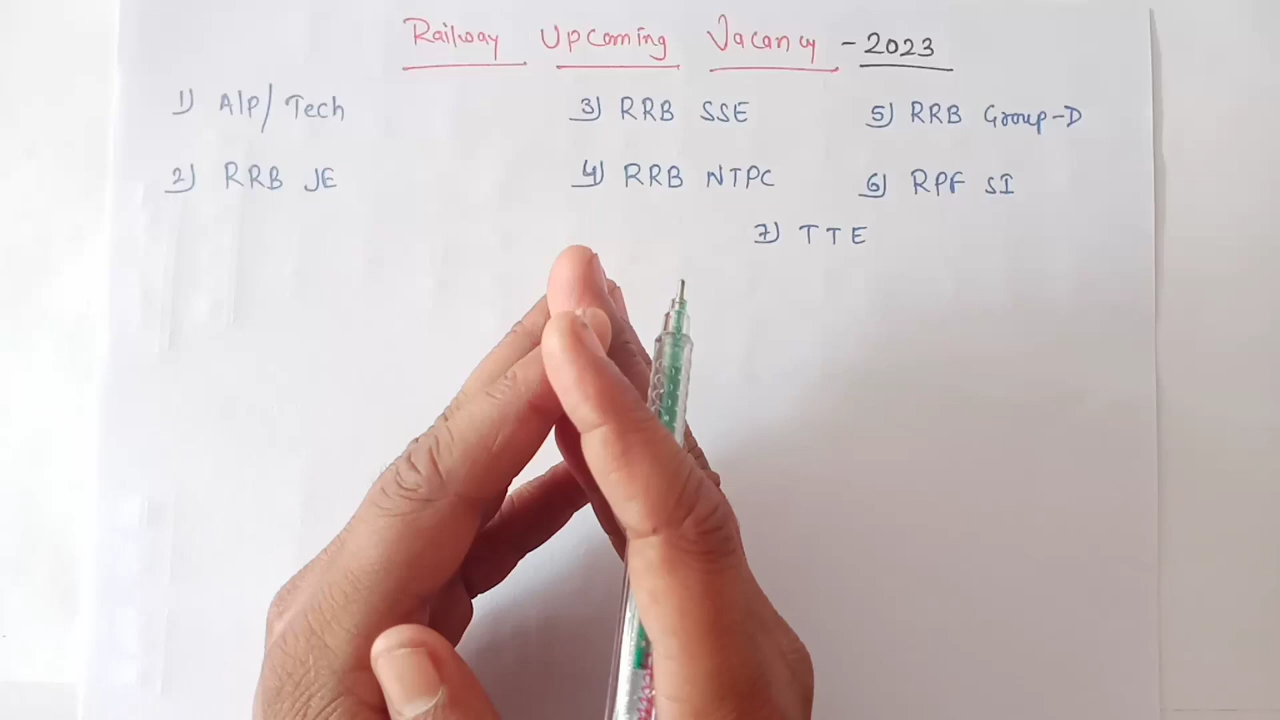 Railway Upcoming Vacancy - 2023
1) Alp/Tech
2) RRB JE
3) RRB SSE
4) RRB NTPC
5) RRB Group-D
6) RPF SI
7) TTE